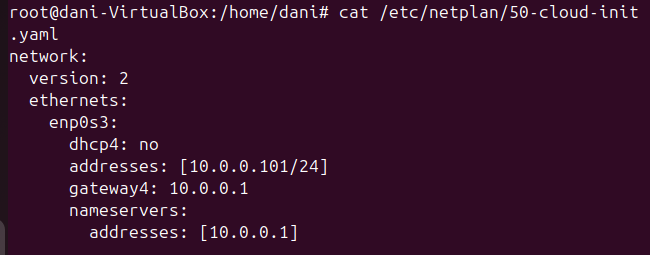 root@dani-VirtualBox:/home/dani# cat /etc/netplan/50-cloud-init
.yaml
network:
  version: 2
  ethernets:
    enp0s3:
      dhcp4: no
      addresses: [10.0.0.101/24]
      gateway4: 10.0.0.1
      nameservers:
        addresses: [10.0.0.1]